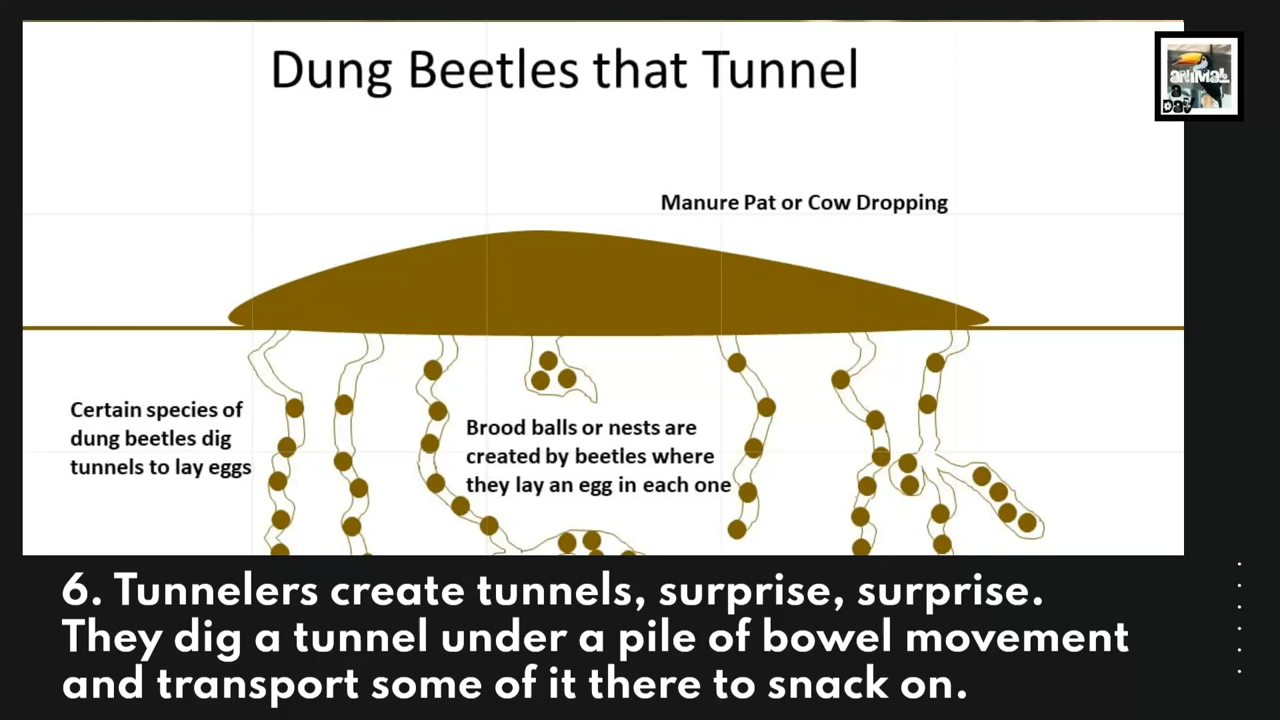 Dung Beetles that Tunnel
ANiMAL
a
DaY
Manure Pat or Cow Dropping
Certain species of
dung beetles dig
tunnels to lay eggs
Brood balls or nests are
created by beetles where
they lay an egg in each one
6. Tunnelers create tunnels, surprise, surprise.
They dig a tunnel under a pile of bowel movement
and transport some of it there to snack on.